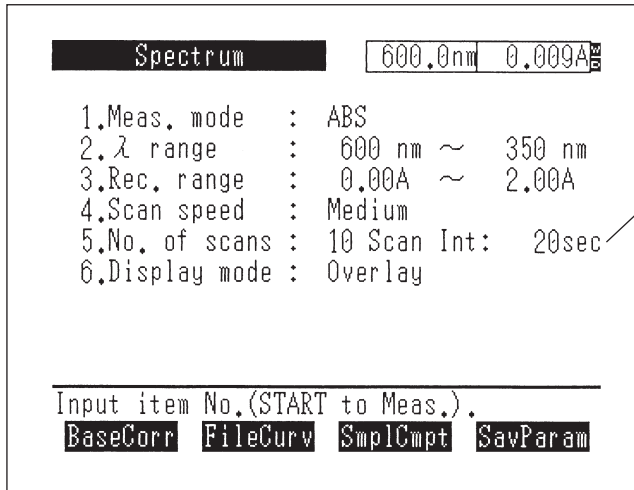 Spectrum 600.0nm 0.009A
1.Meas. mode : ABS
2.λ range : 600 nm ~ 350 nm
3.Rec. range : 0.00A ~ 2.00A
4.Scan speed : Medium
5.No. of scans : 10 Scan Int: 20sec
6.Display mode : Overlay
Input item No.(START to Meas.).
BaseCorr FileCurv SmplCmpt SavParam